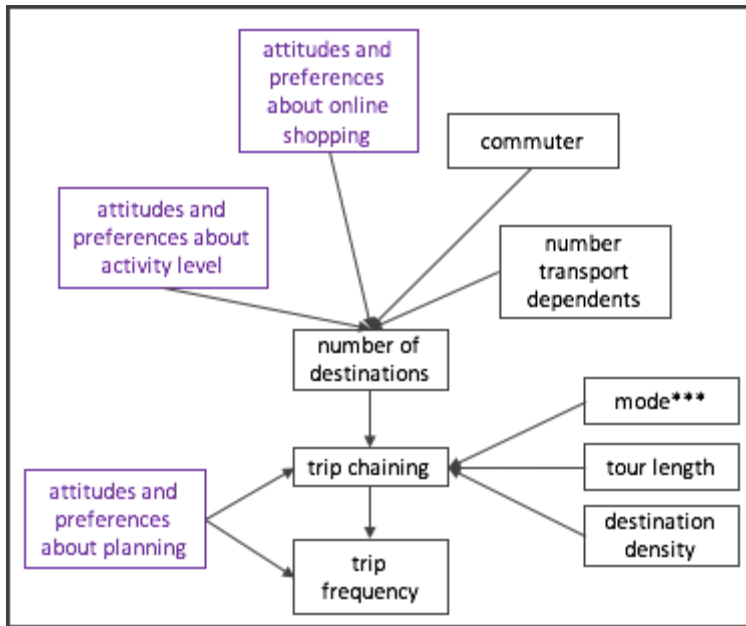 attitudes and
preferences
about online
shopping
commuter
attitudes and
preferences about
activity level
number
transport
dependents
number of
destinations
mode***
trip chaining
tour length
attitudes and
preferences
about planning
destination
density
trip
frequency